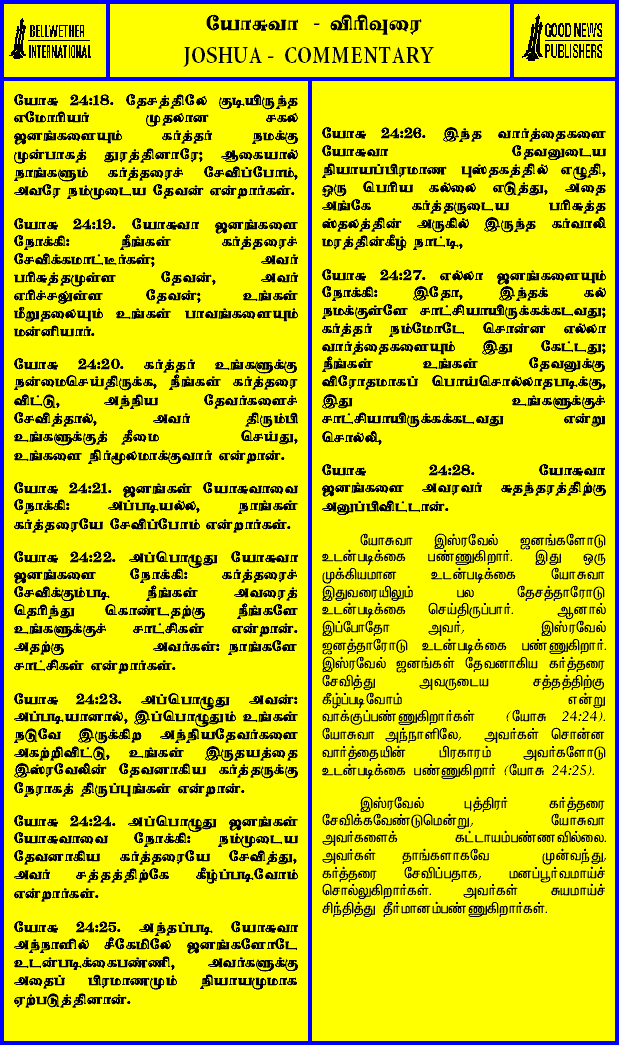 BELLWETHER
INTERNATIONAL
யோசுவா - விரிவுரை
JOSHUA - COMMENTARY
GOOD NEWS
PUBLISHERS
யோசு 24:18. தேசத்திலே குடியிருந்த
எமோரியர் முதலான சகல
ஜனங்களையும் கர்த்தர் நமக்கு
முன்பாகத் துரத்தினாரே; ஆகையால்
நாங்களும் கர்த்தரைச் சேவிப்போம்,
அவரே நம்முடைய தேவன் என்றார்கள்.
யோசு 24:19. யோசுவா ஜனங்களை
நோக்கி: நீங்கள் கர்த்தரைச்
சேவிக்கமாட்டீர்கள்; அவர்
பரிசுத்தமுள்ள தேவன், அவர்
எரிச்சலுள்ள தேவன்; உங்கள்
மீறுதலையும் உங்கள் பாவங்களையும்
மன்னியார்.
யோசு 24:20. கர்த்தர் உங்களுக்கு
நன்மைசெய்திருக்க, நீங்கள் கர்த்தரை
விட்டு, அந்நிய தேவர்களைச்
சேவித்தால், அவர் திரும்பி
உங்களுக்குத் தீமை செய்து,
உங்களை நிர்மூலமாக்குவார் என்றான்.
யோசு 24:21. ஜனங்கள் யோசுவாவை
நோக்கி: அப்படியல்ல, நாங்கள்
கர்த்தரையே சேவிப்போம் என்றார்கள்.
யோசு 24:22. அப்பொழுது யோசுவா
ஜனங்களை நோக்கி: கர்த்தரைச்
சேவிக்கும்படி நீங்கள் அவரைத்
தெரிந்து கொண்டதற்கு நீங்களே
உங்களுக்குச் சாட்சிகள் என்றான்.
அதற்கு அவர்கள்: நாங்களே
சாட்சிகள் என்றார்கள்.
யோசு 24:23. அப்பொழுது அவன்:
அப்படியானால், இப்பொழுதும் உங்கள்
நடுவே இருக்கிற அந்நியதேவர்களை
அகற்றிவிட்டு, உங்கள் இருதயத்தை
இஸ்ரவேலின் தேவனாகிய கர்த்தருக்கு
நேராகத் திருப்புங்கள் என்றான்.
யோசு 24:24. அப்பொழுது ஜனங்கள்
யோசுவாவை நோக்கி: நம்முடைய
தேவனாகிய கர்த்தரையே சேவித்து,
அவர் சத்தத்திற்கே கீழ்ப்படிவோம்
என்றார்கள்.
யோசு 24:25. அந்தப்படி யோசுவா
அந்நாளில் சீகேமிலே ஜனங்களோடே
உடன்படிக்கைபண்ணி, அவர்களுக்கு
அதைப் பிரமாணமும் நியாயமுமாக
ஏற்படுத்தினான்.
யோசு 24:26. இந்த வார்த்தைகளை
யோசுவா தேவனுடைய
நியாயப்பிரமாண புஸ்தகத்தில் எழுதி,
ஒரு பெரிய கல்லை எடுத்து, அதை
அங்கே கர்த்தருடைய பரிசுத்த
ஸ்தலத்தின் அருகில் இருந்த கர்வாலி
மரத்தின்கீழ் நாட்டி,
யோசு 24:27. எல்லா ஜனங்களையும்
நோக்கி: இதோ, இந்தக் கல்
நமக்குள்ளே சாட்சியாயிருக்கக்கடவது;
கர்த்தர் நம்மோடே சொன்ன எல்லா
வார்த்தைகளையும் இது கேட்டது;
நீங்கள் உங்கள் தேவனுக்கு
விரோதமாகப் பொய்சொல்லாதபடிக்கு,
இது உங்களுக்குச்
சாட்சியாயிருக்கக்கடவது என்று
சொல்லி,
யோசு 24:28. யோசுவா
ஜனங்களை அவரவர் சுதந்தரத்திற்கு
அனுப்பிவிட்டான்.
யோசுவா இஸ்ரவேல் ஜனங்களோடு
உடன்படிக்கை பண்ணுகிறார். இது ஒரு
முக்கியமான உடன்படிக்கை யோசுவா
இதுவரையிலும் பல தேசத்தாரோடு
உடன்படிக்கை செய்திருப்பார். ஆனால்
இப்போதோ அவர், இஸ்ரவேல்
ஜனத்தாரோடு உடன்படிக்கை பண்ணுகிறார்.
இஸ்ரவேல் ஜனங்கள் தேவனாகிய கர்த்தரை
சேவித்து அவருடைய சத்தத்திற்கு
கீழ்ப்படிவோம் என்று
வாக்குப்பண்ணுகிறார்கள் (யோசு 24:24).
யோசுவா அந்நாளிலே, அவர்கள் சொன்ன
வார்த்தையின் பிரகாரம் அவர்களோடு
உடன்படிக்கை பண்ணுகிறார் (யோசு 24:25).
இஸ்ரவேல் புத்திரர் கர்த்தரை
சேவிக்கவேண்டுமென்று, யோசுவா
அவர்களைக் கட்டாயம்பண்ணவில்லை.
அவர்கள் தாங்களாகவே முன்வந்து,
கர்த்தரை சேவிப்பதாக, மனப்பூர்வமாய்ச்
சொல்லுகிறார்கள். அவர்கள் சுயமாய்ச்
சிந்தித்து தீர்மானம்பண்ணுகிறார்கள்.